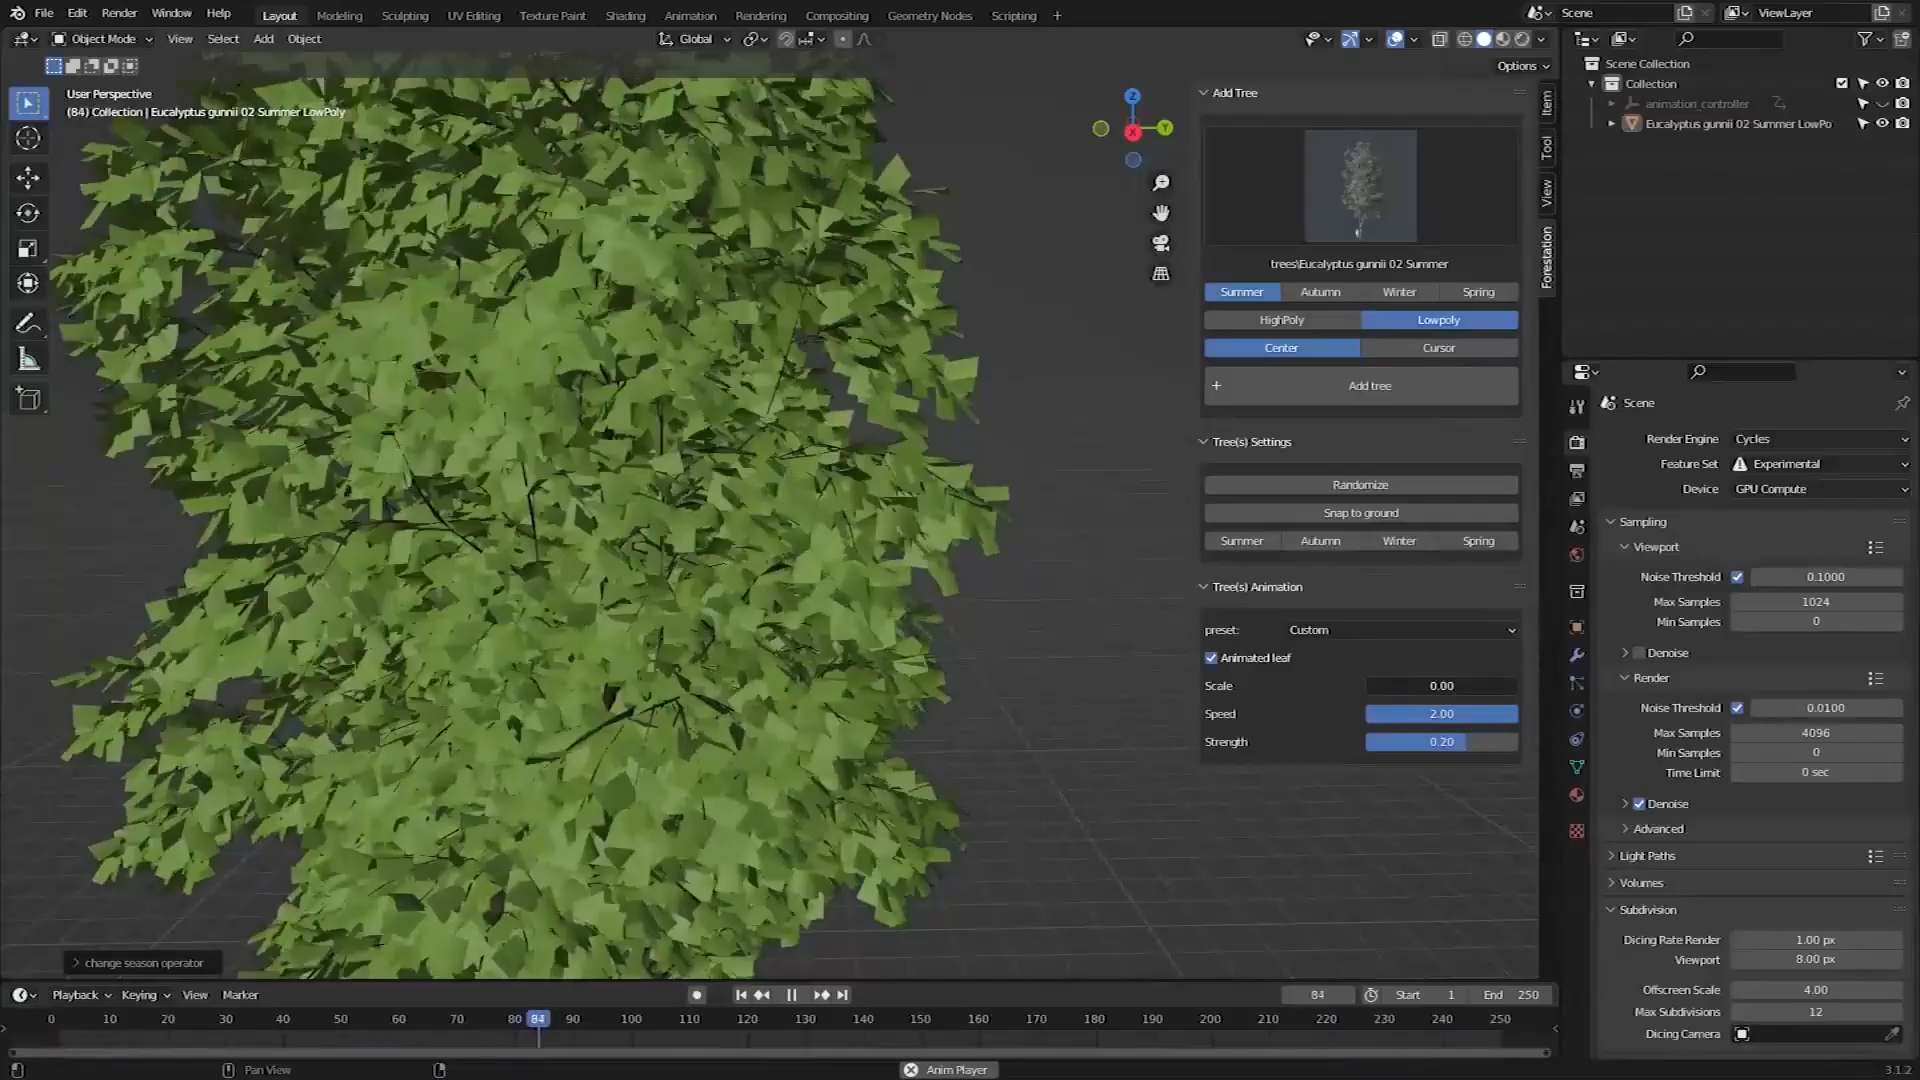 File Edit Render Window Help Layout Modeling Sculpting UV Editing Texture Paint Shading Animation Rendering Compositing Geometry Nodes Scripting + Scene ViewLayer
Object Mode View Select Add Object Global
Options
User Perspective
(84) Collection | Eucalyptus gunnii 02 Summer LowPoly
Z
Y
X
Add Tree
trees\Eucalyptus gunnii 02 Summer
Summer Autumn Winter Spring
HighPoly Lowpoly
Center Cursor
+ Add tree
Tree(s) Settings
Randomize
Snap to ground
Summer Autumn Winter Spring
Tree(s) Animation
preset: Custom
Animated leaf
Scale 0.00
Speed 2.00
Strength 0.20
Item
Tool
View
Forestation
Scene Collection
Collection
animation_controller
Eucalyptus gunnii 02 Summer LowPo
Scene
Render Engine Cycles
Feature Set Experimental
Device GPU Compute
Sampling
Viewport
Noise Threshold 0.1000
Max Samples 1024
Min Samples 0
Denoise
Render
Noise Threshold 0.0100
Max Samples 4096
Min Samples 0
Time Limit 0 sec
Denoise
Advanced
Light Paths
Volumes
Subdivision
Dicing Rate Render 1.00 px
Viewport 8.00 px
Offscreen Scale 4.00
Max Subdivisions 12
Dicing Camera
change season operator
Playback Keying View Marker 84 Start 1 End 250
0 10 20 30 40 50 60 70 80 84 90 100 110 120 130 140 150 160 170 180 190 200 210 220 230 240 250
Pan View Anim Player 3.1.2